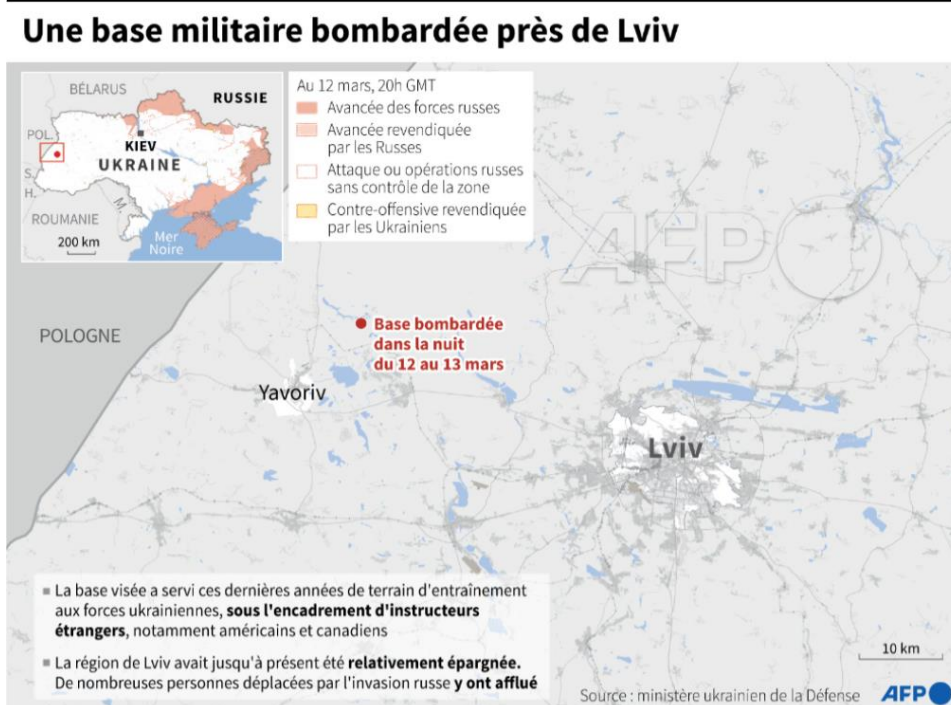 Une base militaire bombardée près de Lviv
BÉLARUS
RUSSIE
POL.
KIEV
UKRAINE
S.
H.
M.
ROUMANIE
200 km
Mer
Noire
Au 12 mars, 20h GMT
Avancée des forces russes
Avancée revendiquée
par les Russes
Attaque ou opérations russes
sans contrôle de la zone
Contre-offensive revendiquée
par les Ukrainiens
AFP
POLOGNE
Base bombardée
dans la nuit
du 12 au 13 mars
Yavoriv
Lviv
■ La base visée a servi ces dernières années de terrain d'entraînement
aux forces ukrainiennes, sous l'encadrement d'instructeurs
étrangers, notamment américains et canadiens
■ La région de Lviv avait jusqu'à présent été relativement épargnée.
De nombreuses personnes déplacées par l'invasion russe y ont afflué
10 km
Source : ministère ukrainien de la Défense
AFP